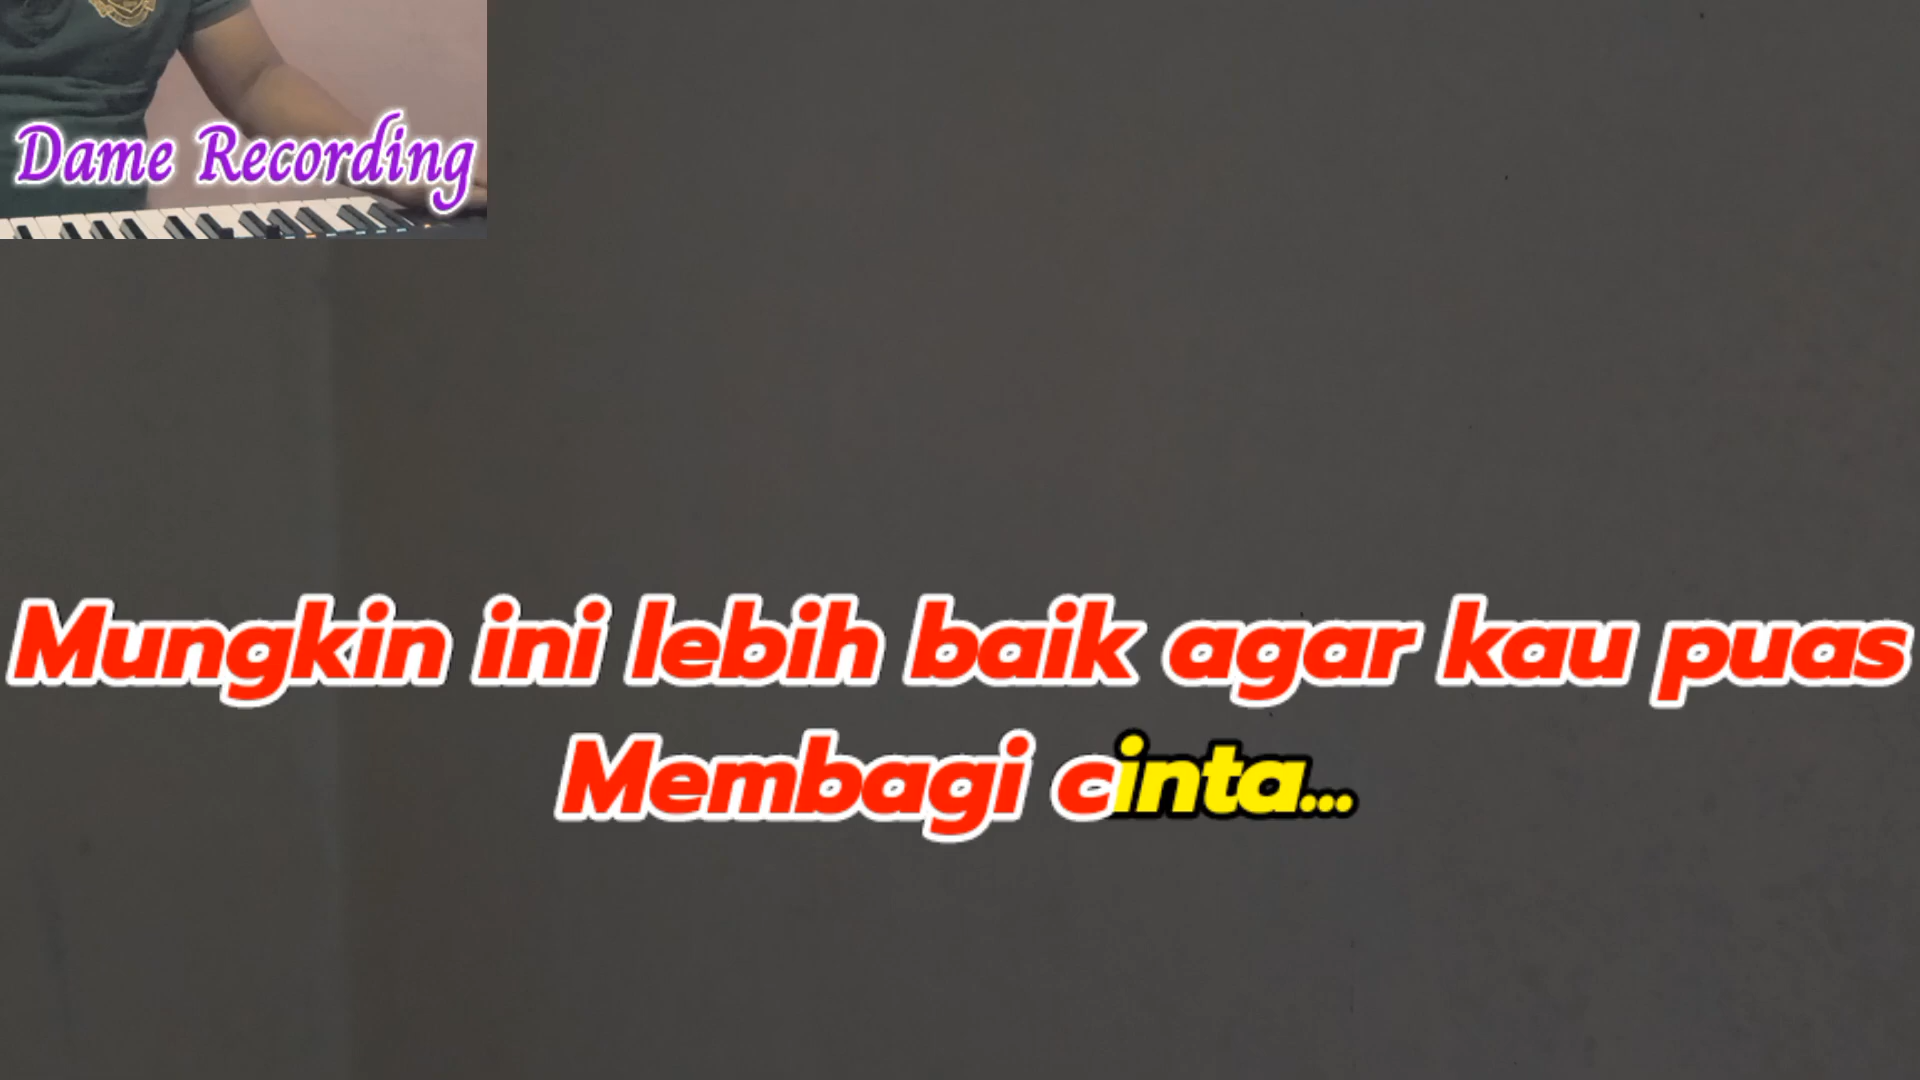 Dame Recording
Mungkin ini lebih baik agar kau puas
Membagi cinta...